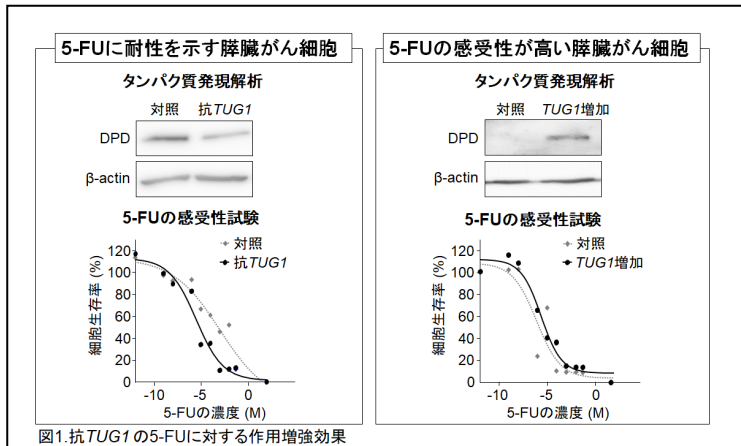 5-FUに耐性を示す膵臓がん細胞
タンパク質発現解析
対照 抗TUG1
DPD
β-actin
5-FUの感受性試験
対照
抗TUG1
細胞生存率 (%)
120
100
80
60
40
20
0
-10 -5 0
5-FUの濃度 (M)
5-FUの感受性が高い膵臓がん細胞
タンパク質発現解析
対照 TUG1増加
DPD
β-actin
5-FUの感受性試験
対照
TUG1増加
細胞生存率 (%)
120
100
80
60
40
20
0
-10 -5 0
5-FUの濃度 (M)
図1.抗TUG1の5-FUに対する作用増強効果